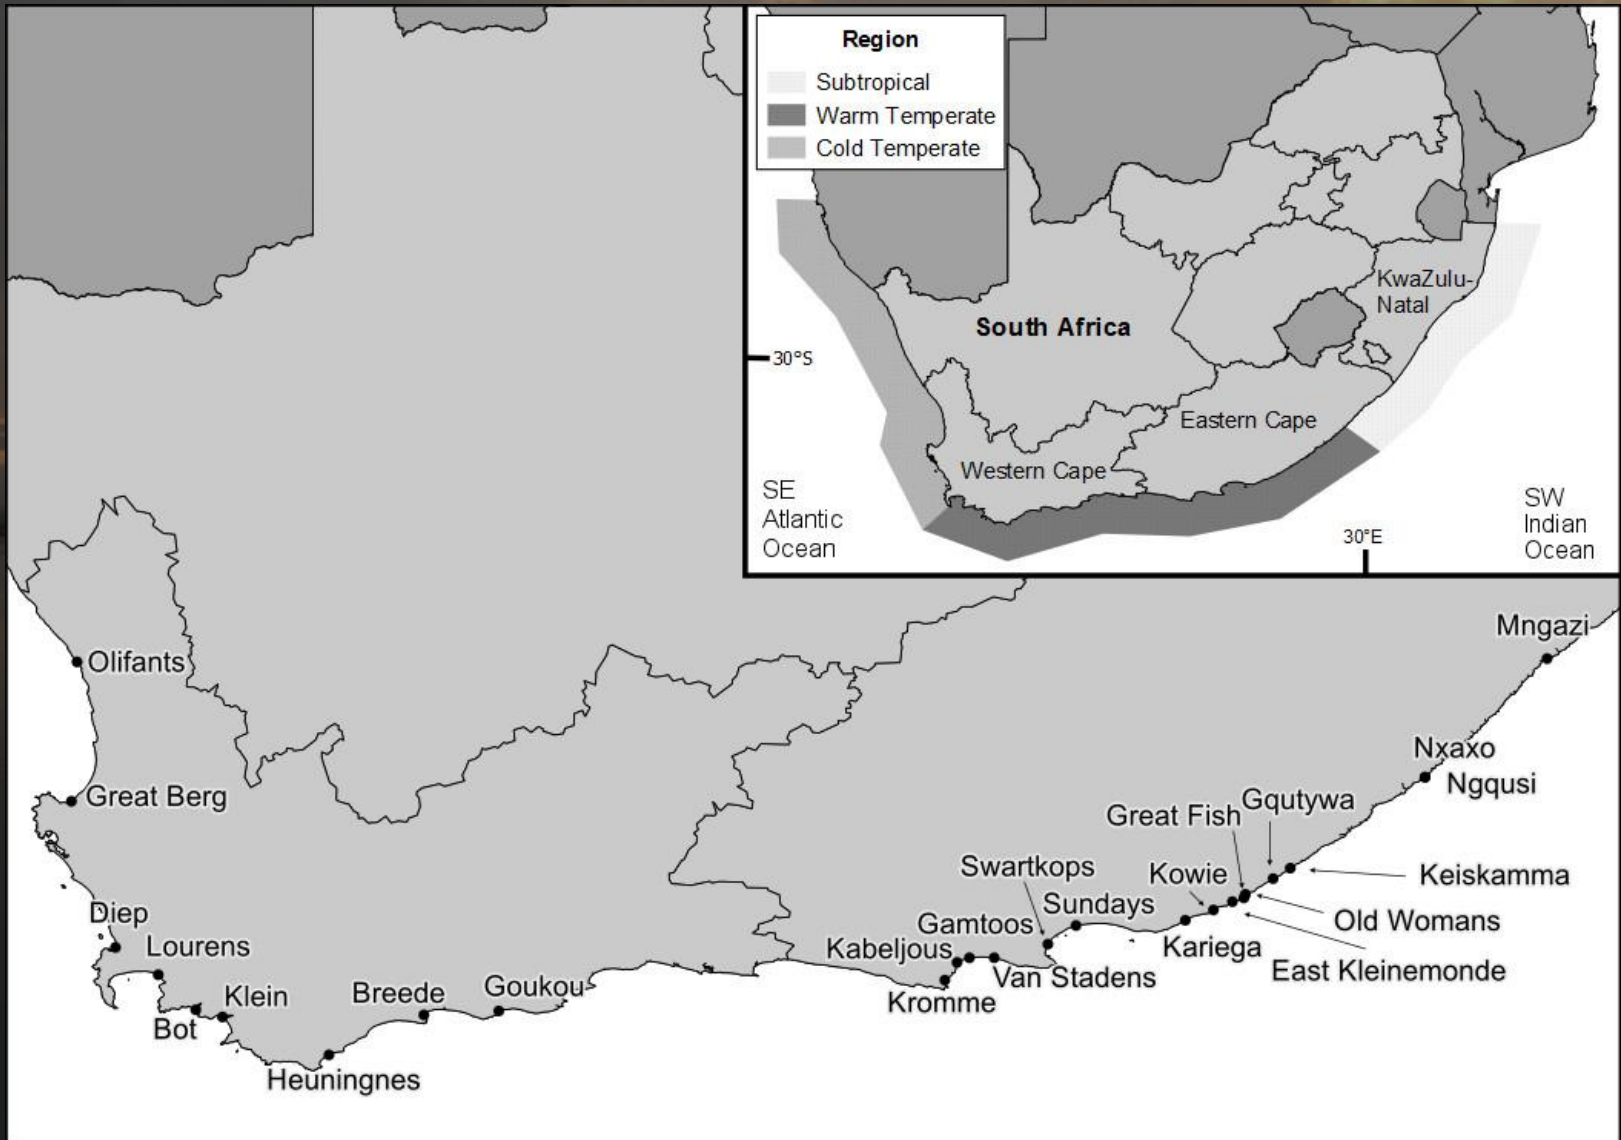 Region
Subtropical
Warm Temperate
Cold Temperate
KwaZulu-
Natal
South Africa
30°S
Eastern Cape
Western Cape
SE
Atlantic
Ocean
SW
Indian
Ocean
30°E
Mngazi
Olifants
Nxaxo
Ngqusi
Great Berg
Gqutywa
Great Fish
Swartkops
Kowie
Keiskamma
Diep
Sundays
Old Womans
Gamtoos
Lourens
Kabeljous
Kariega
East Kleinemonde
Van Stadens
Klein
Breede
Goukou
Kromme
Bot
Heuningnes